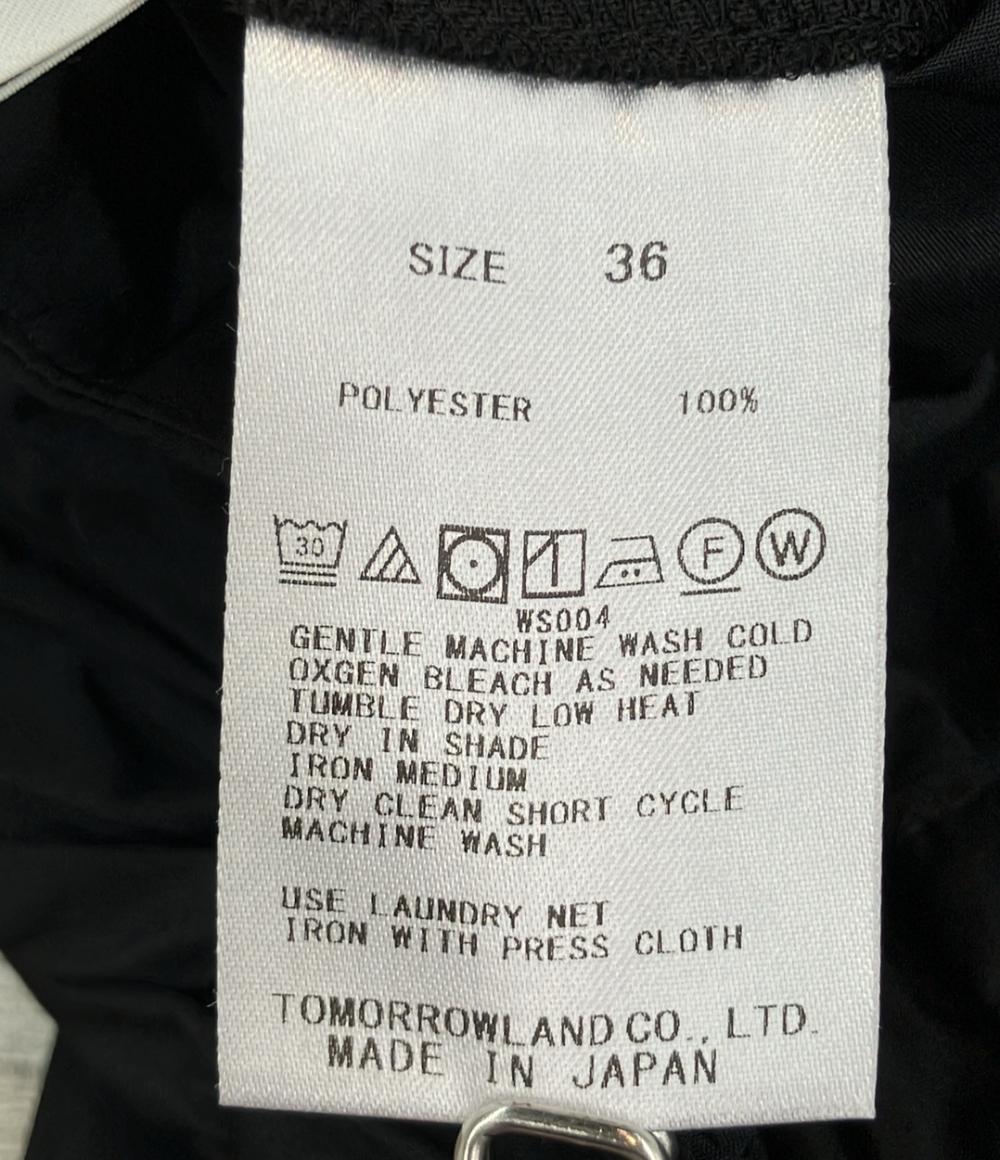 SIZE 36
POLYESTER 100%
30 1 F W
WS004
GENTLE MACHINE WASH COLD
OXGEN BLEACH AS NEEDED
TUMBLE DRY LOW HEAT
DRY IN SHADE
IRON MEDIUM
DRY CLEAN SHORT CYCLE
MACHINE WASH
USE LAUNDRY NET
IRON WITH PRESS CLOTH
TOMORROWLAND CO., LTD.
MADE IN JAPAN